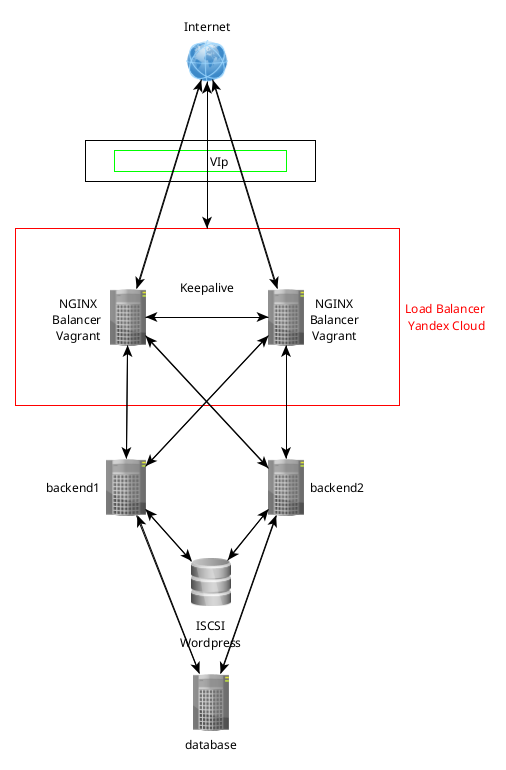 Internet
VIp
Keepalive
NGINX
Balancer
Vagrant
NGINX
Balancer
Vagrant
Load Balancer
Yandex Cloud
backend1
backend2
ISCSI
Wordpress
database